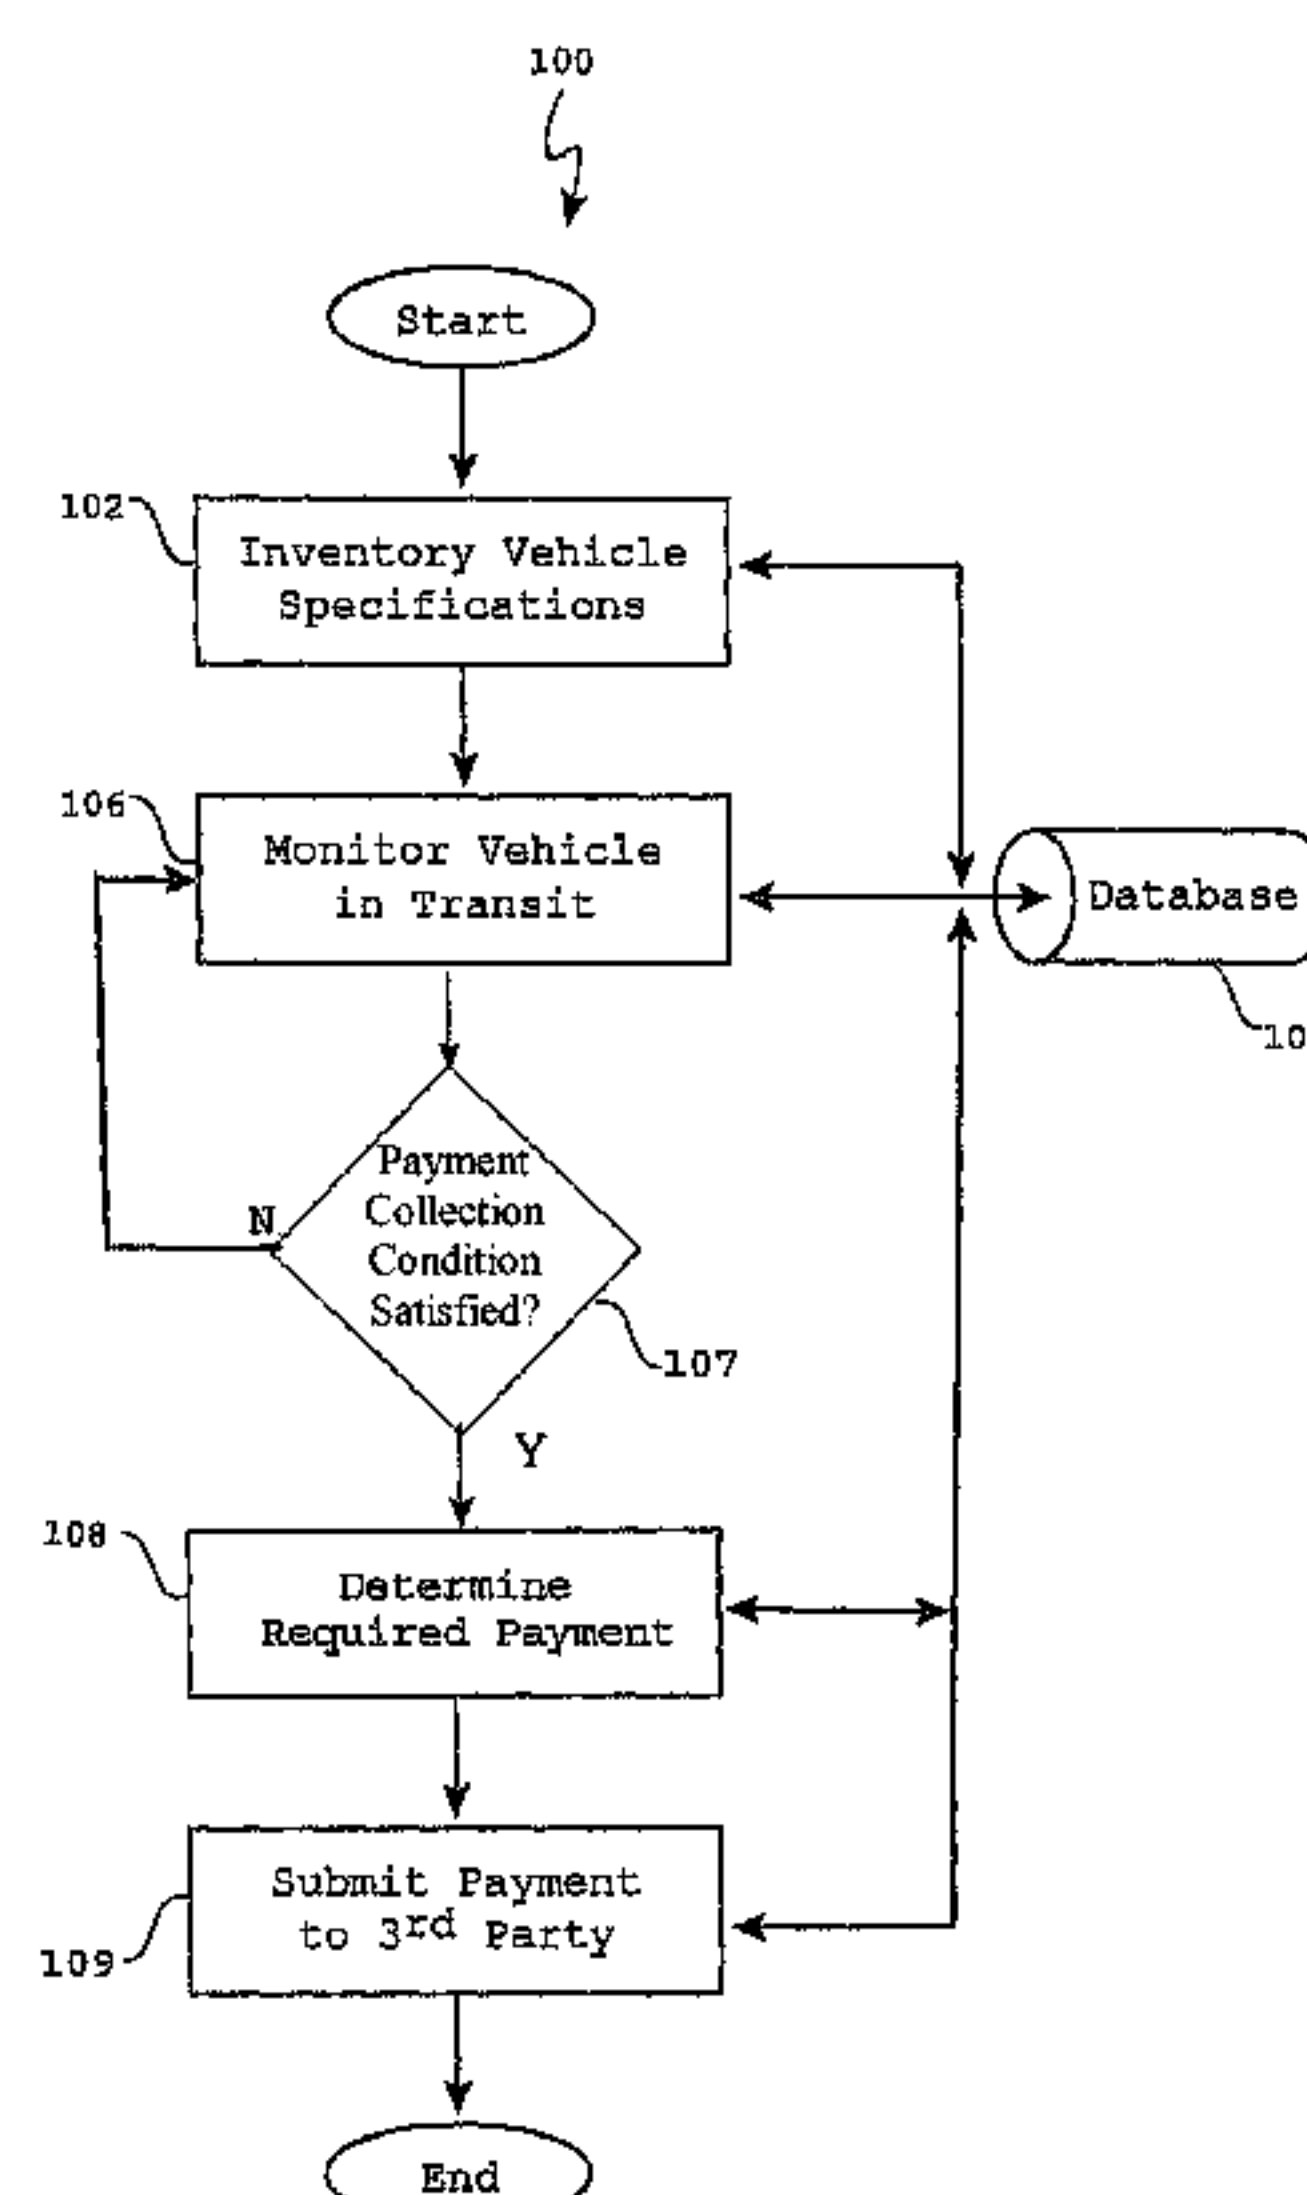 100
Start
102
Inventory Vehicle
Specifications
106
Monitor Vehicle
in Transit
Database
Payment
Collection
Condition
Satisfied?
N
107
Y
108
Determine
Required Payment
Submit Payment
to 3rd Party
109
End